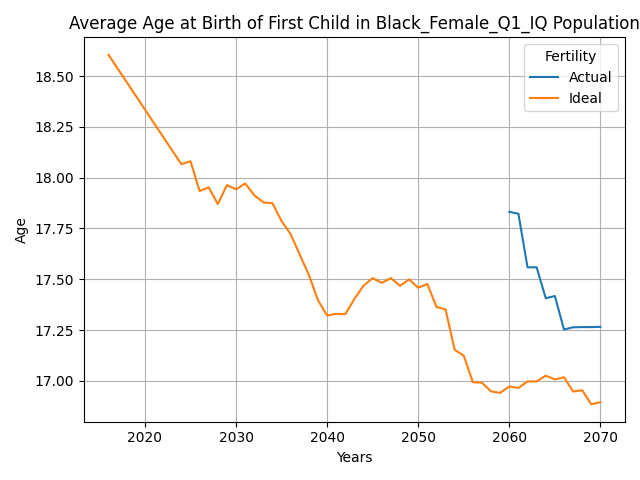 Average Age at Birth of First Child in Black_Female_Q1_IQ Population
Fertility
Actual
Ideal
18.50
18.25
18.00
17.75
17.50
17.25
17.00
Age
2020
2030
2040
2050
2060
2070
Years